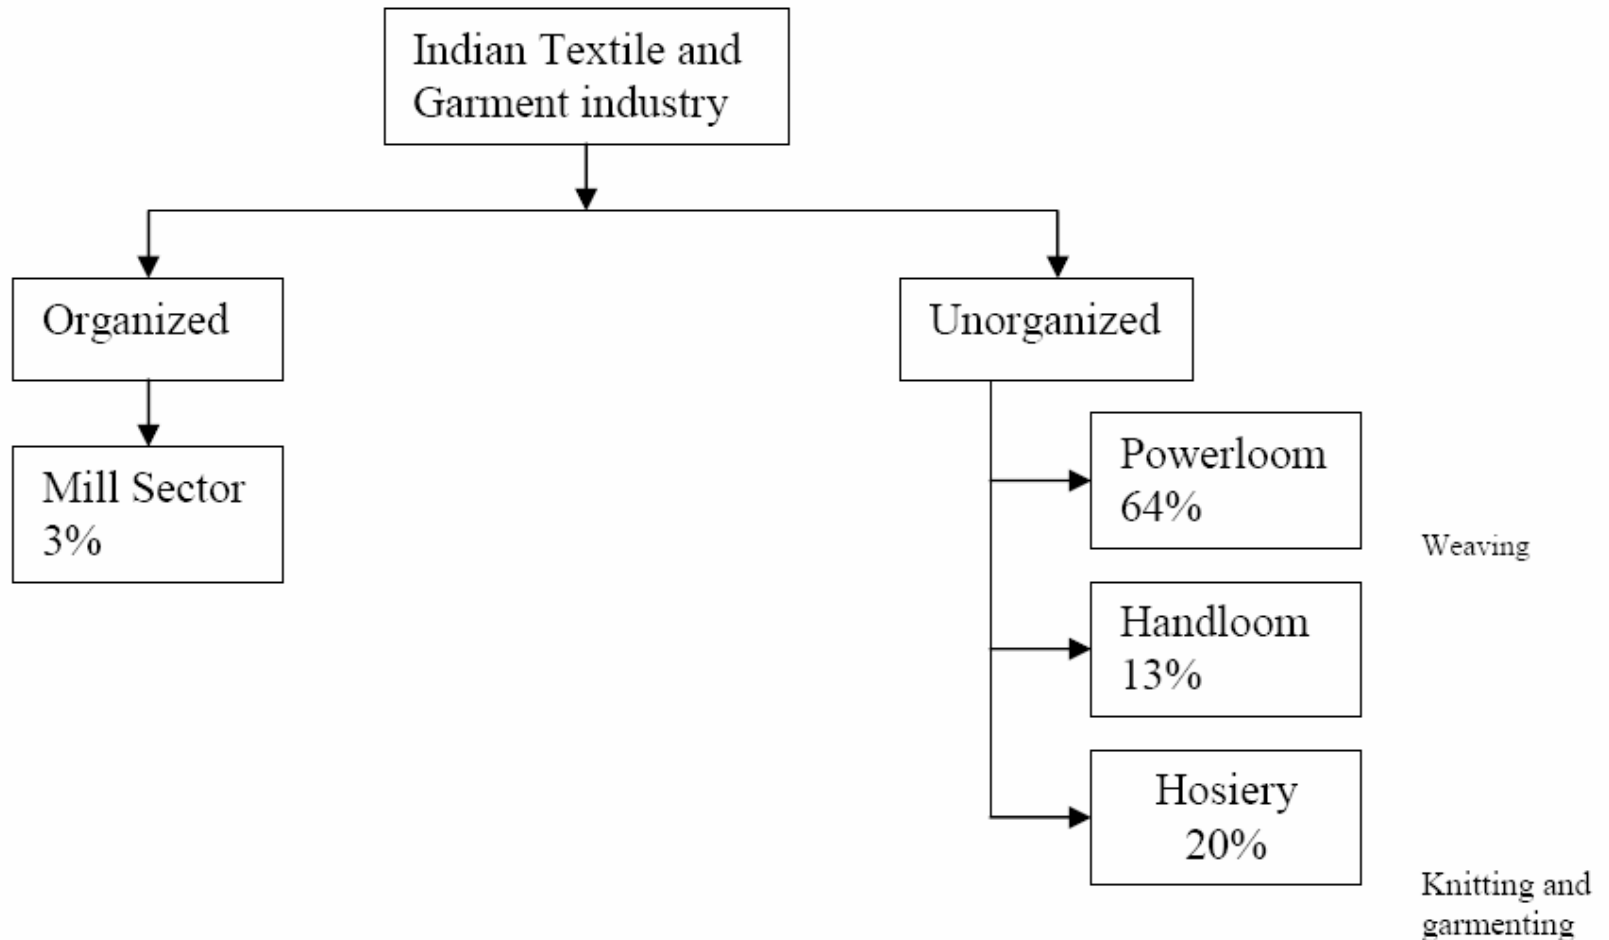 Indian Textile and
Garment industry
Organized
Unorganized
Mill Sector
3%
Powerloom
64%
Weaving
Handloom
13%
Hosiery
20%
Knitting and
garmenting